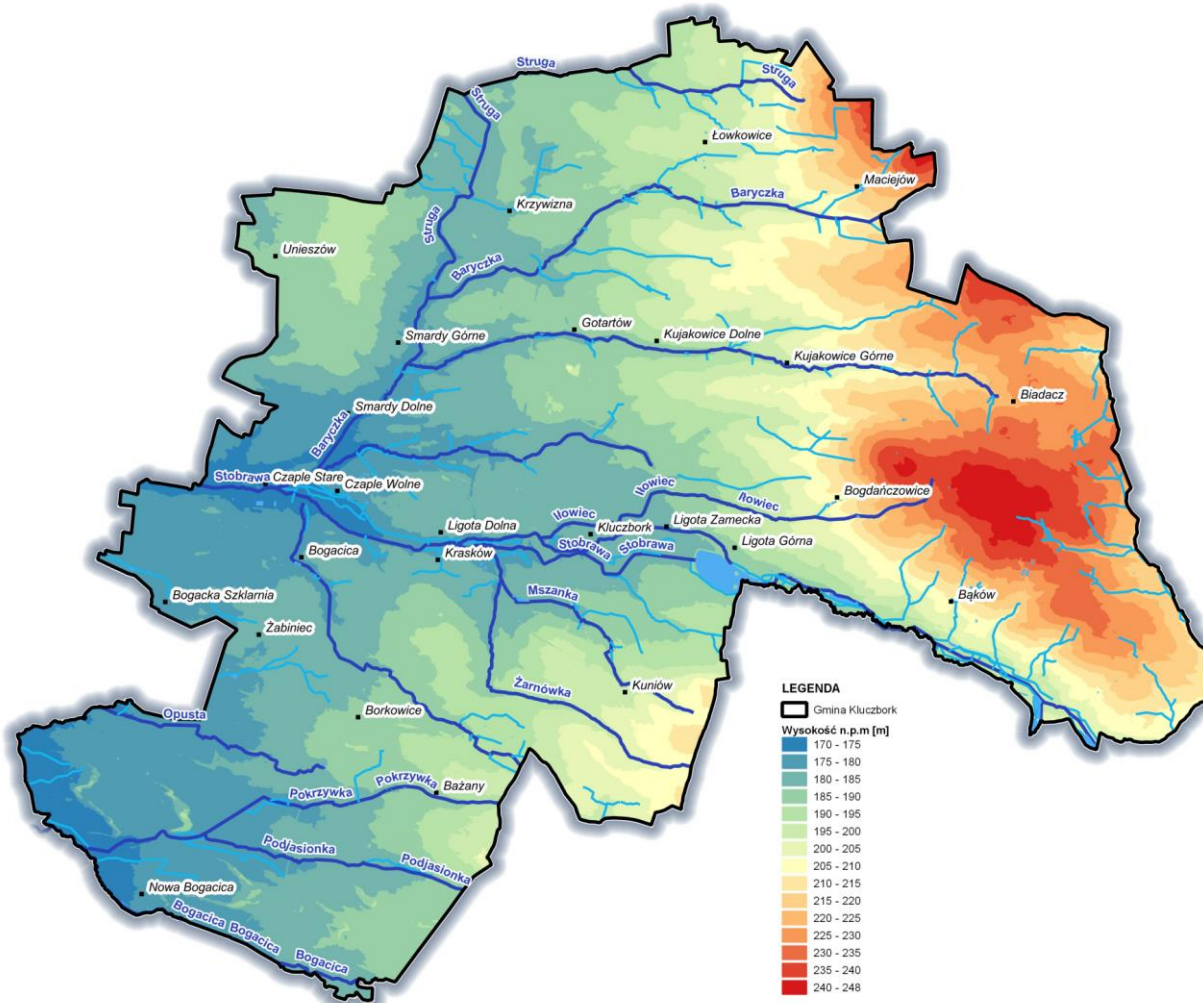 Struga
Struga
Struga
Łowkowice
Maciejów
Baryczka
Krzywizna
Struga
Unieszów
Baryczka
Gotartów
Smardy Górne
Kujakowice Dolne
Kujakowice Górne
Biadacz
Smardy Dolne
Baryczka
Stobrawa
Czaple Stare
Czaple Wolne
Iłowiec
Iłowiec
Bogdańczowice
Iłowiec
Ligota Dolna
Kluczbork
Ligota Zamecka
Stobrawa
Stobrawa
Ligota Górna
Bogacica
Krasków
Mszanka
Bogacka Szklarnia
Bąków
Żabiniec
Żarnówka
Kuniów
Opusta
Borkowice
Pokrzywka
Pokrzywka
Bażany
Podjasionka
Podjasionka
Nowa Bogacica
Bogacica
Bogacica
Bogacica
LEGENDA
Gmina Kluczbork
Wysokość n.p.m [m]
170 - 175
175 - 180
180 - 185
185 - 190
190 - 195
195 - 200
200 - 205
205 - 210
210 - 215
215 - 220
220 - 225
225 - 230
230 - 235
235 - 240
240 - 248